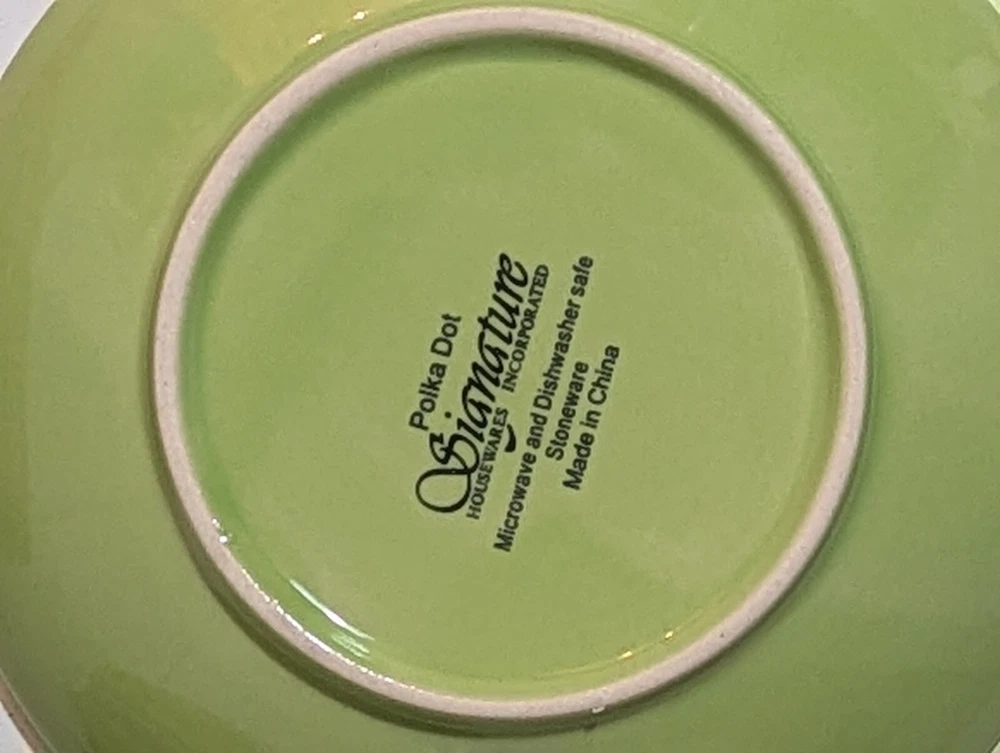 Polka Dot
Signature
HOUSEWARES INCORPORATED
Microwave and Dishwasher safe
Stoneware
Made in China